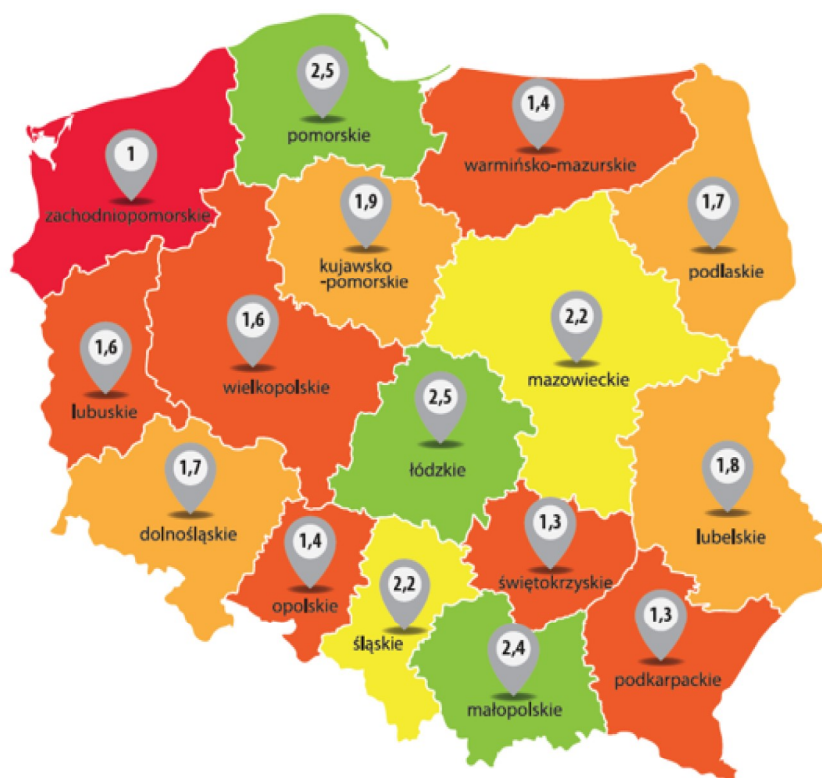 2,5
pomorskie
1,4
warmińsko-mazurskie
1
zachodniopomorskie
1,9
kujawsko
-pomorskie
1,7
podlaskie
1,6
lubuskie
1,6
wielkopolskie
2,2
mazowieckie
2,5
łódzkie
1,7
dolnośląskie
1,8
lubelskie
1,4
opolskie
2,2
śląskie
1,3
świętokrzyskie
2,4
małopolskie
1,3
podkarpackie